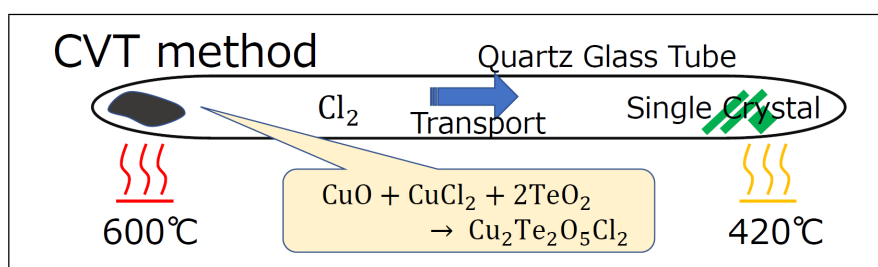 CVT method
Quartz Glass Tube
Cl₂
Transport
Single Crystal
CuO + CuCl₂ + 2TeO₂
→ Cu₂Te₂O₅Cl₂
600℃
420℃